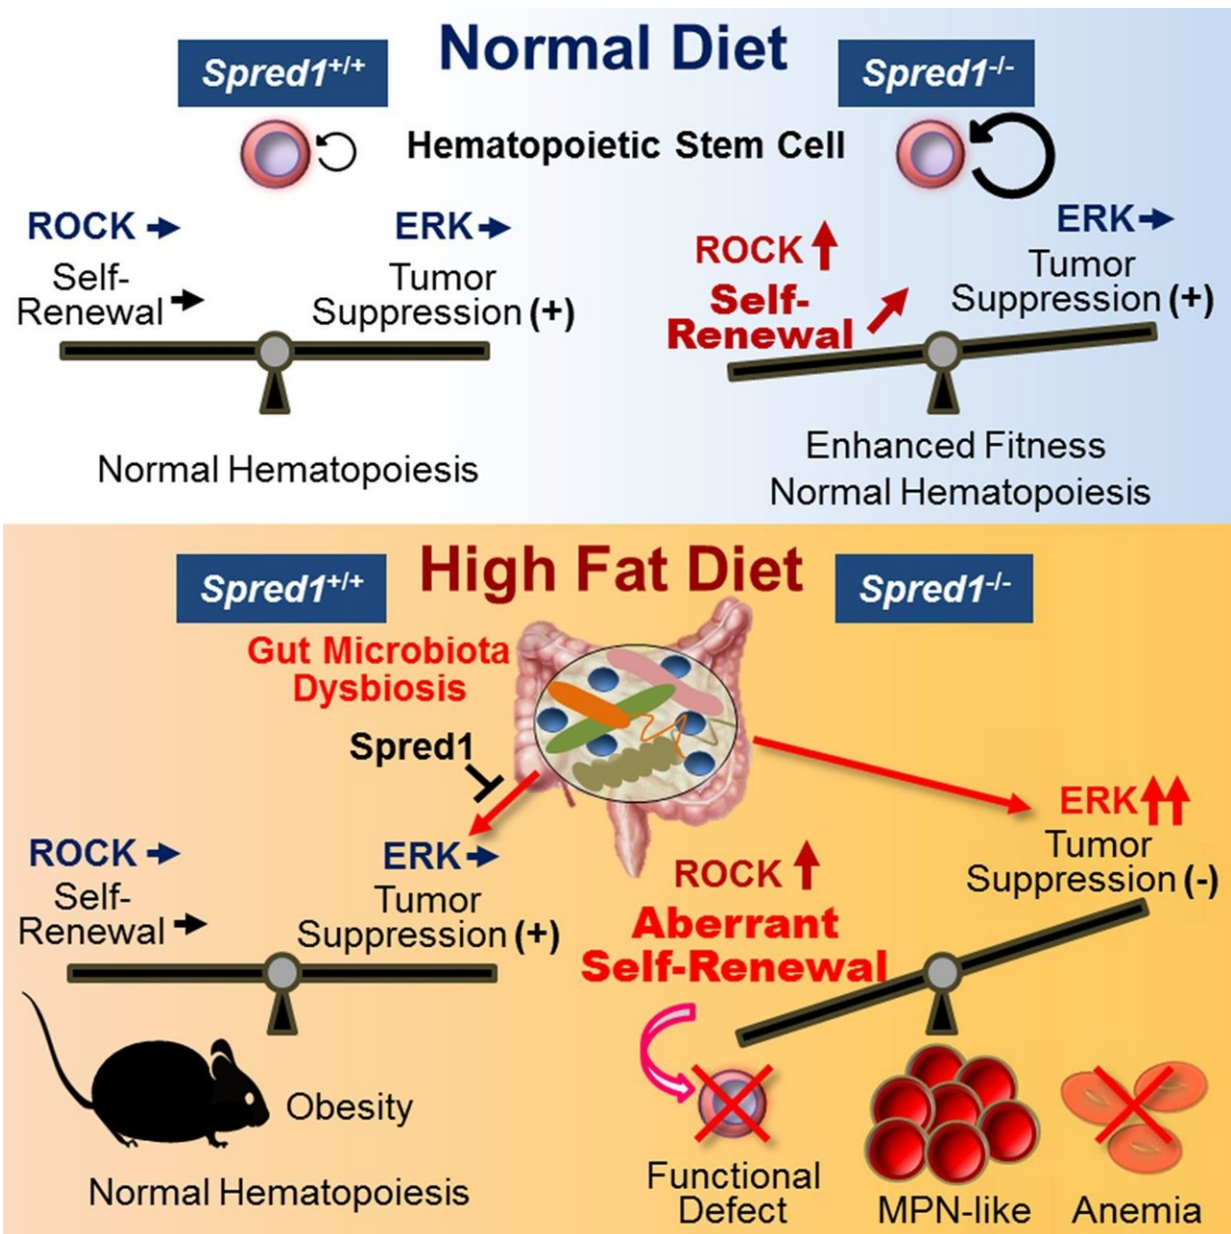 Normal Diet
Spred1+/+
Spred1-/-
Hematopoietic Stem Cell
ROCK
Self-
Renewal
ERK
Tumor
Suppression (+)
Normal Hematopoiesis
ROCK
Self-
Renewal
ERK
Tumor
Suppression (+)
Enhanced Fitness
Normal Hematopoiesis
High Fat Diet
Spred1+/+
Spred1-/-
Gut Microbiota
Dysbiosis
Spred1
ROCK
Self-
Renewal
ERK
Tumor
Suppression (+)
Obesity
Normal Hematopoiesis
ROCK
Aberrant
Self-Renewal
ERK
Tumor
Suppression (-)
Functional
Defect
MPN-like
Anemia